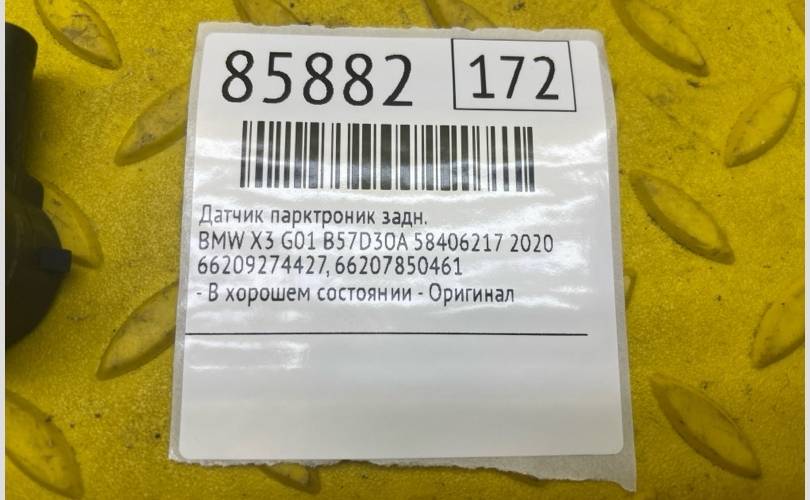 85882 172
Датчик парктроник задн.
BMW X3 G01 B57D30A 58406217 2020
66209274427, 66207850461
- В хорошем состоянии - Оригинал